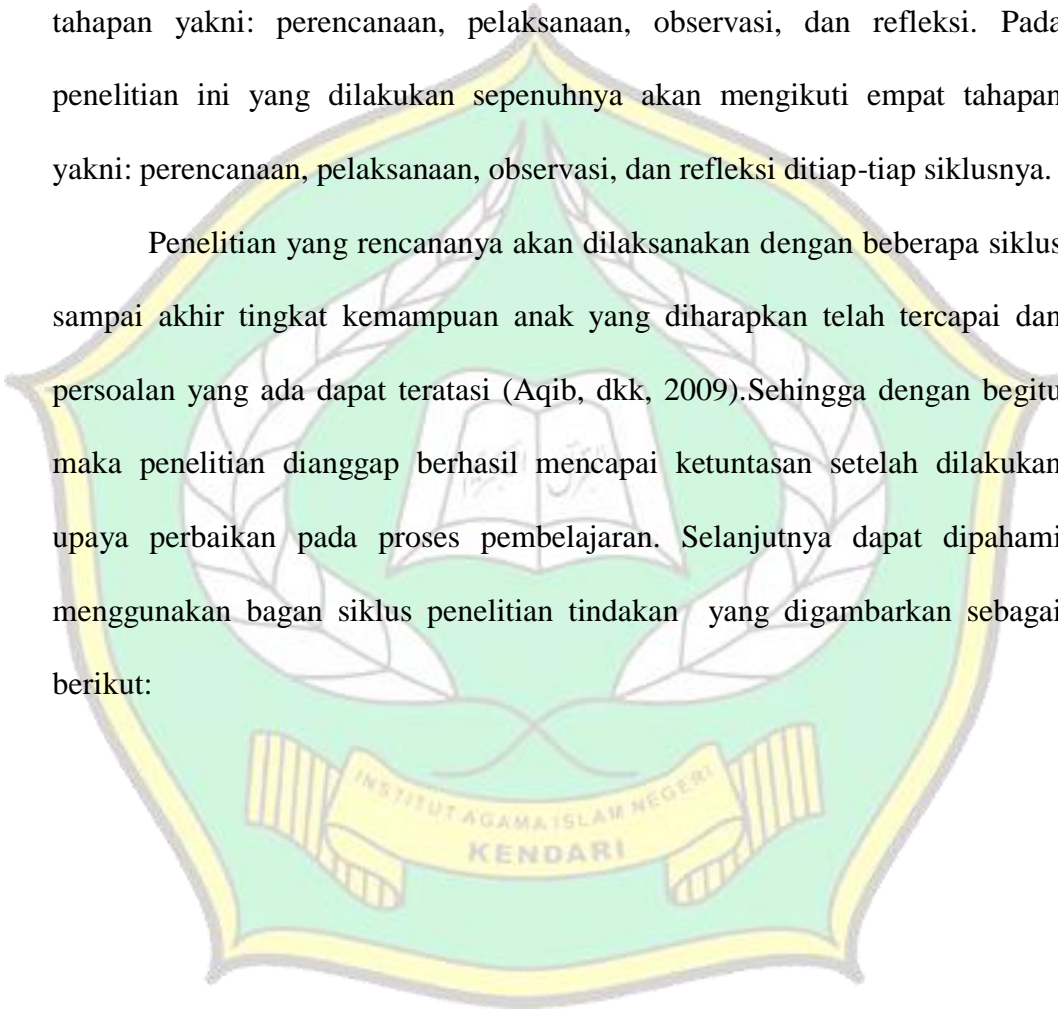 tahapan yakni: perencanaan, pelaksanaan, observasi, dan refleksi. Pada
penelitian ini yang dilakukan sepenuhnya akan mengikuti empat tahapan
yakni: perencanaan, pelaksanaan, observasi, dan refleksi ditiap-tiap siklusnya.
Penelitian yang rencananya akan dilaksanakan dengan beberapa siklus
sampai akhir tingkat kemampuan anak yang diharapkan telah tercapai dan
persoalan yang ada dapat teratasi (Aqib, dkk, 2009).Sehingga dengan begitu
maka penelitian dianggap berhasil mencapai ketuntasan setelah dilakukan
upaya perbaikan pada proses pembelajaran. Selanjutnya dapat dipahami
menggunakan bagan siklus penelitian tindakan yang digambarkan sebagai
berikut:
INSTITUT AGAMA ISLAM NEGERI
KENDARI